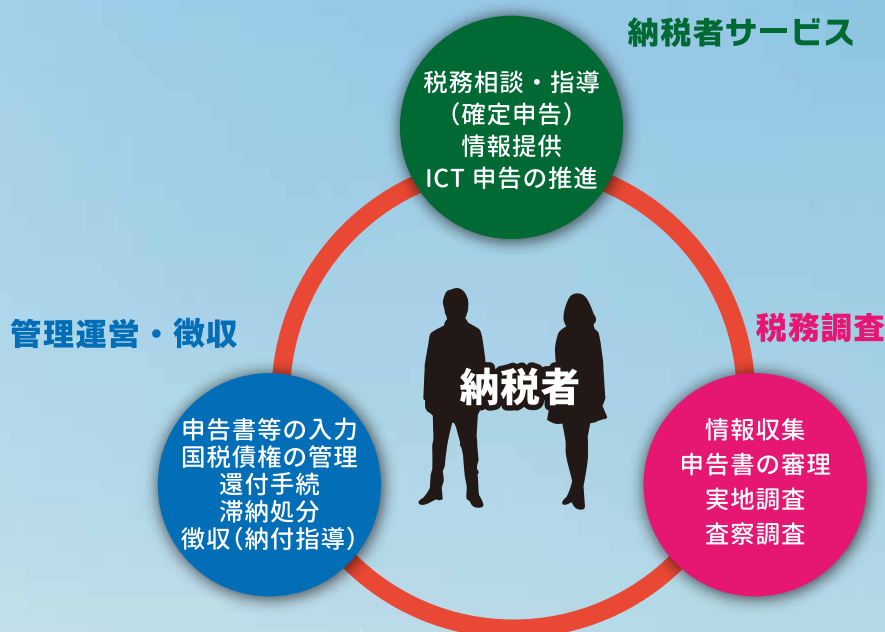 納税者サービス
税務相談・指導
（確定申告）
情報提供
ICT 申告の推進
管理運営・徴収
税務調査
納税者
申告書等の入力
国税債権の管理
還付手続
滞納処分
徴収（納付指導）
情報収集
申告書の審理
実地調査
査察調査